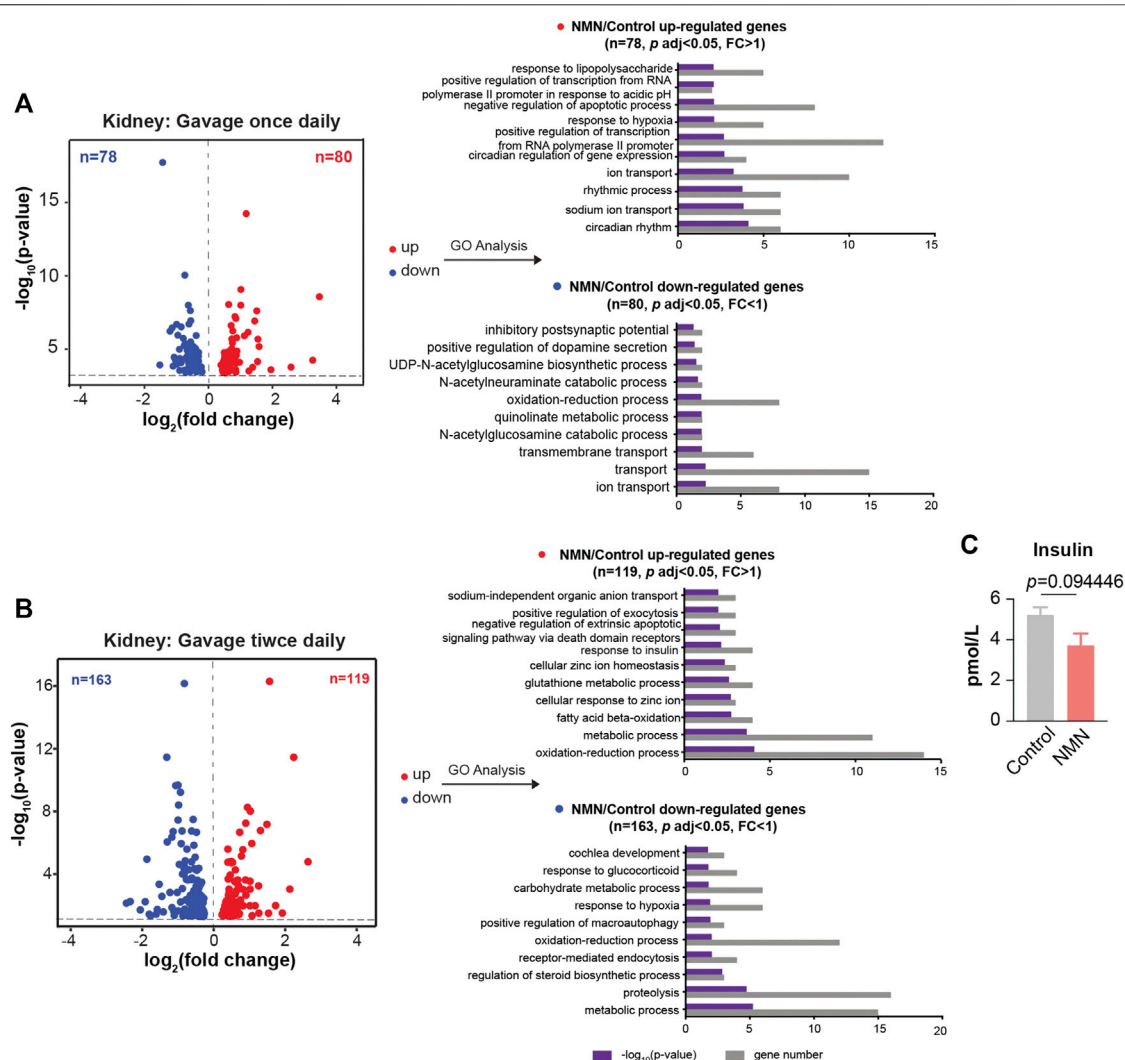 A
Kidney: Gavage once daily
n=78
n=80
15
10
5
-log10(p-value)
-4
-2
0
2
4
log2(fold change)
up
down
GO Analysis
NMN/Control up-regulated genes
(n=78, p adj<0.05, FC>1)
response to lipopolysaccharide
positive regulation of transcription from RNA
polymerase II promoter in response to acidic pH
negative regulation of apoptotic process
response to hypoxia
positive regulation of transcription
from RNA polymerase II promoter
circadian regulation of gene expression
ion transport
rhythmic process
sodium ion transport
circadian rhythm
0
5
10
15
NMN/Control down-regulated genes
(n=80, p adj<0.05, FC<1)
inhibitory postsynaptic potential
positive regulation of dopamine secretion
UDP-N-acetylglucosamine biosynthetic process
N-acetylneuraminate catabolic process
oxidation-reduction process
quinolinate metabolic process
N-acetylglucosamine catabolic process
transmembrane transport
transport
ion transport
0
5
10
15
20
B
Kidney: Gavage tiwce daily
n=163
n=119
16
12
8
4
-log10(p-value)
-4
-2
0
2
4
log2(fold change)
up
down
GO Analysis
NMN/Control up-regulated genes
(n=119, p adj<0.05, FC>1)
sodium-independent organic anion transport
positive regulation of exocytosis
negative regulation of extrinsic apoptotic
signaling pathway via death domain receptors
response to insulin
cellular zinc ion homeostasis
glutathione metabolic process
cellular response to zinc ion
fatty acid beta-oxidation
metabolic process
oxidation-reduction process
0
5
10
15
NMN/Control down-regulated genes
(n=163, p adj<0.05, FC<1)
cochlea development
response to glucocorticoid
carbohydrate metabolic process
response to hypoxia
positive regulation of macroautophagy
oxidation-reduction process
receptor-mediated endocytosis
regulation of steroid biosynthetic process
proteolysis
metabolic process
0
5
10
15
20
-log10(p-value)
gene number
C
Insulin
p=0.094446
6
4
2
0
pmol/L
Control
NMN